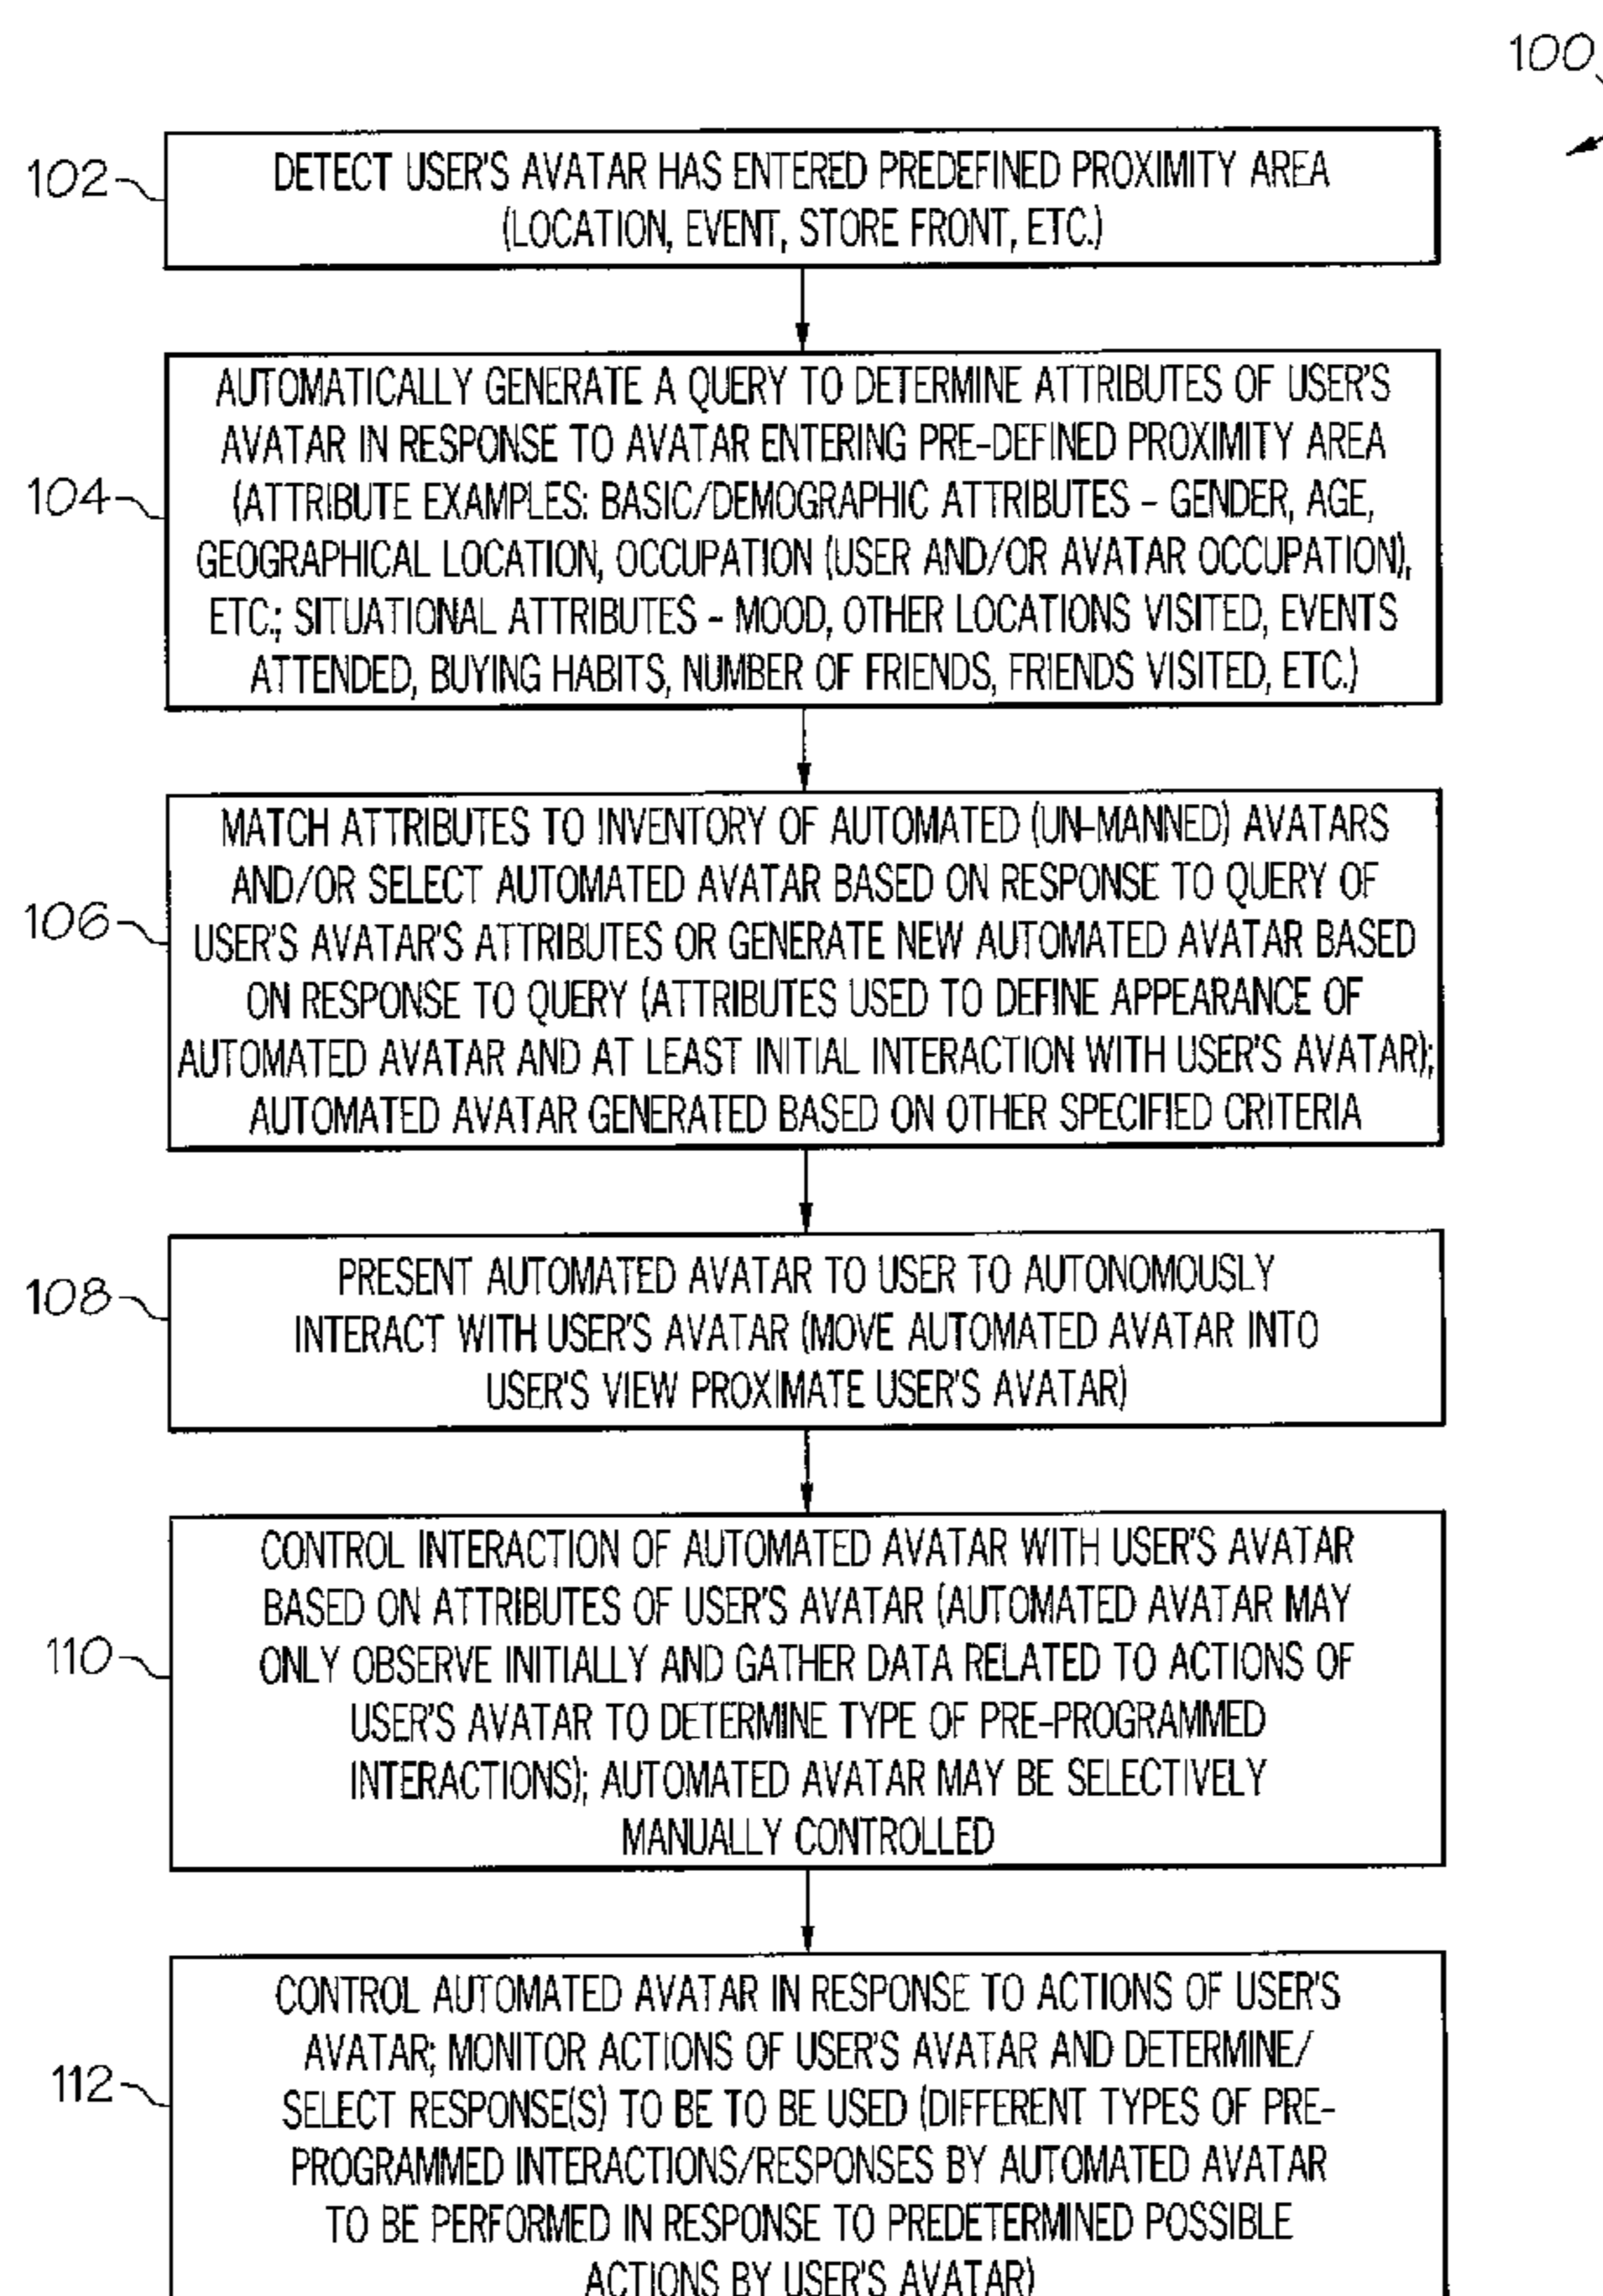 100
102
DETECT USER'S AVATAR HAS ENTERED PREDEFINED PROXIMITY AREA
(LOCATION, EVENT, STORE FRONT, ETC.)
104
AUTOMATICALLY GENERATE A QUERY TO DETERMINE ATTRIBUTES OF USER'S
AVATAR IN RESPONSE TO AVATAR ENTERING PRE-DEFINED PROXIMITY AREA
(ATTRIBUTE EXAMPLES: BASIC/DEMOGRAPHIC ATTRIBUTES - GENDER, AGE,
GEOGRAPHICAL LOCATION, OCCUPATION (USER AND/OR AVATAR OCCUPATION),
ETC.; SITUATIONAL ATTRIBUTES - MOOD, OTHER LOCATIONS VISITED, EVENTS
ATTENDED, BUYING HABITS, NUMBER OF FRIENDS, FRIENDS VISITED, ETC.)
106
MATCH ATTRIBUTES TO INVENTORY OF AUTOMATED (UN-MANNED) AVATARS
AND/OR SELECT AUTOMATED AVATAR BASED ON RESPONSE TO QUERY OF
USER'S AVATAR'S ATTRIBUTES OR GENERATE NEW AUTOMATED AVATAR BASED
ON RESPONSE TO QUERY (ATTRIBUTES USED TO DEFINE APPEARANCE OF
AUTOMATED AVATAR AND AT LEAST INITIAL INTERACTION WITH USER'S AVATAR);
AUTOMATED AVATAR GENERATED BASED ON OTHER SPECIFIED CRITERIA
108
PRESENT AUTOMATED AVATAR TO USER TO AUTONOMOUSLY
INTERACT WITH USER'S AVATAR (MOVE AUTOMATED AVATAR INTO
USER'S VIEW PROXIMATE USER'S AVATAR)
110
CONTROL INTERACTION OF AUTOMATED AVATAR WITH USER'S AVATAR
BASED ON ATTRIBUTES OF USER'S AVATAR (AUTOMATED AVATAR MAY
ONLY OBSERVE INITIALLY AND GATHER DATA RELATED TO ACTIONS OF
USER'S AVATAR TO DETERMINE TYPE OF PRE-PROGRAMMED
INTERACTIONS); AUTOMATED AVATAR MAY BE SELECTIVELY
MANUALLY CONTROLLED
112
CONTROL AUTOMATED AVATAR IN RESPONSE TO ACTIONS OF USER'S
AVATAR; MONITOR ACTIONS OF USER'S AVATAR AND DETERMINE/
SELECT RESPONSE(S) TO BE TO BE USED (DIFFERENT TYPES OF PRE-
PROGRAMMED INTERACTIONS/RESPONSES BY AUTOMATED AVATAR
TO BE PERFORMED IN RESPONSE TO PREDETERMINED POSSIBLE
ACTIONS BY USER'S AVATAR)